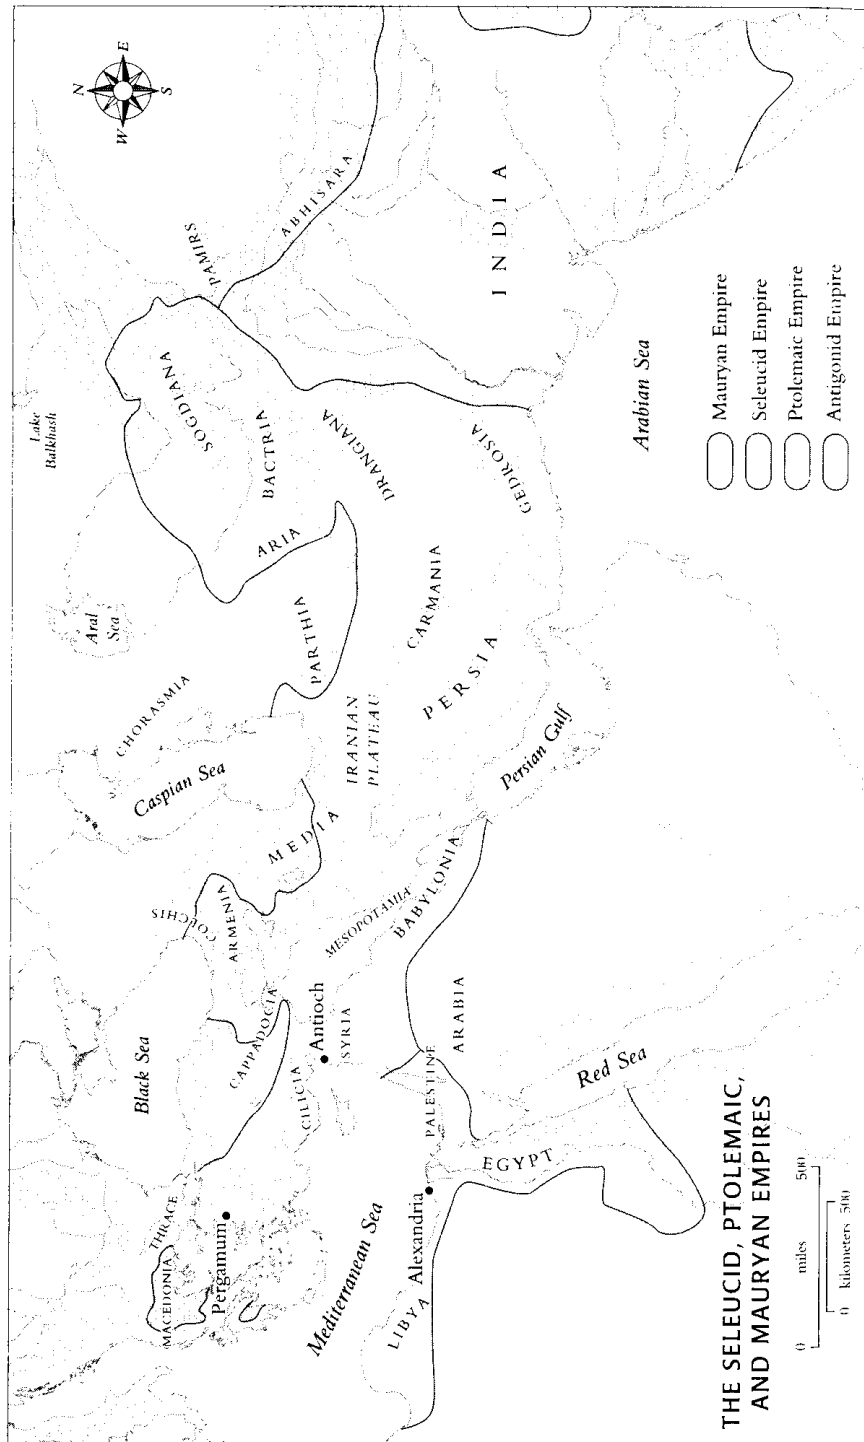 THE SELEUCID, PTOLEMAIC,
AND MAURYAN EMPIRES
0 miles 500
0 kilometers 500
N
E
S
W
Mauryan Empire
Seleucid Empire
Ptolemaic Empire
Antigonid Empire
MACEDONIA
THRACE
Pergamum
Black Sea
COLCHIS
ARMENIA
CAPPADOCIA
CILICIA
Antioch
SYRIA
Mediterranean Sea
LIBYA
Alexandria
EGYPT
PALESTINE
ARABIA
Red Sea
MESOPOTAMIA
BABYLONIA
MEDIA
Caspian Sea
CHORASMIA
Aral
Sea
Lake
Balkhash
PARTHIA
IRANIAN
PLATEAU
PERSIA
Persian Gulf
CARMANIA
ARIA
BACTRIA
SOGDIANA
DRANGIANA
GEDROSIA
PAMIRS
ABHISARA
INDIA
Arabian Sea